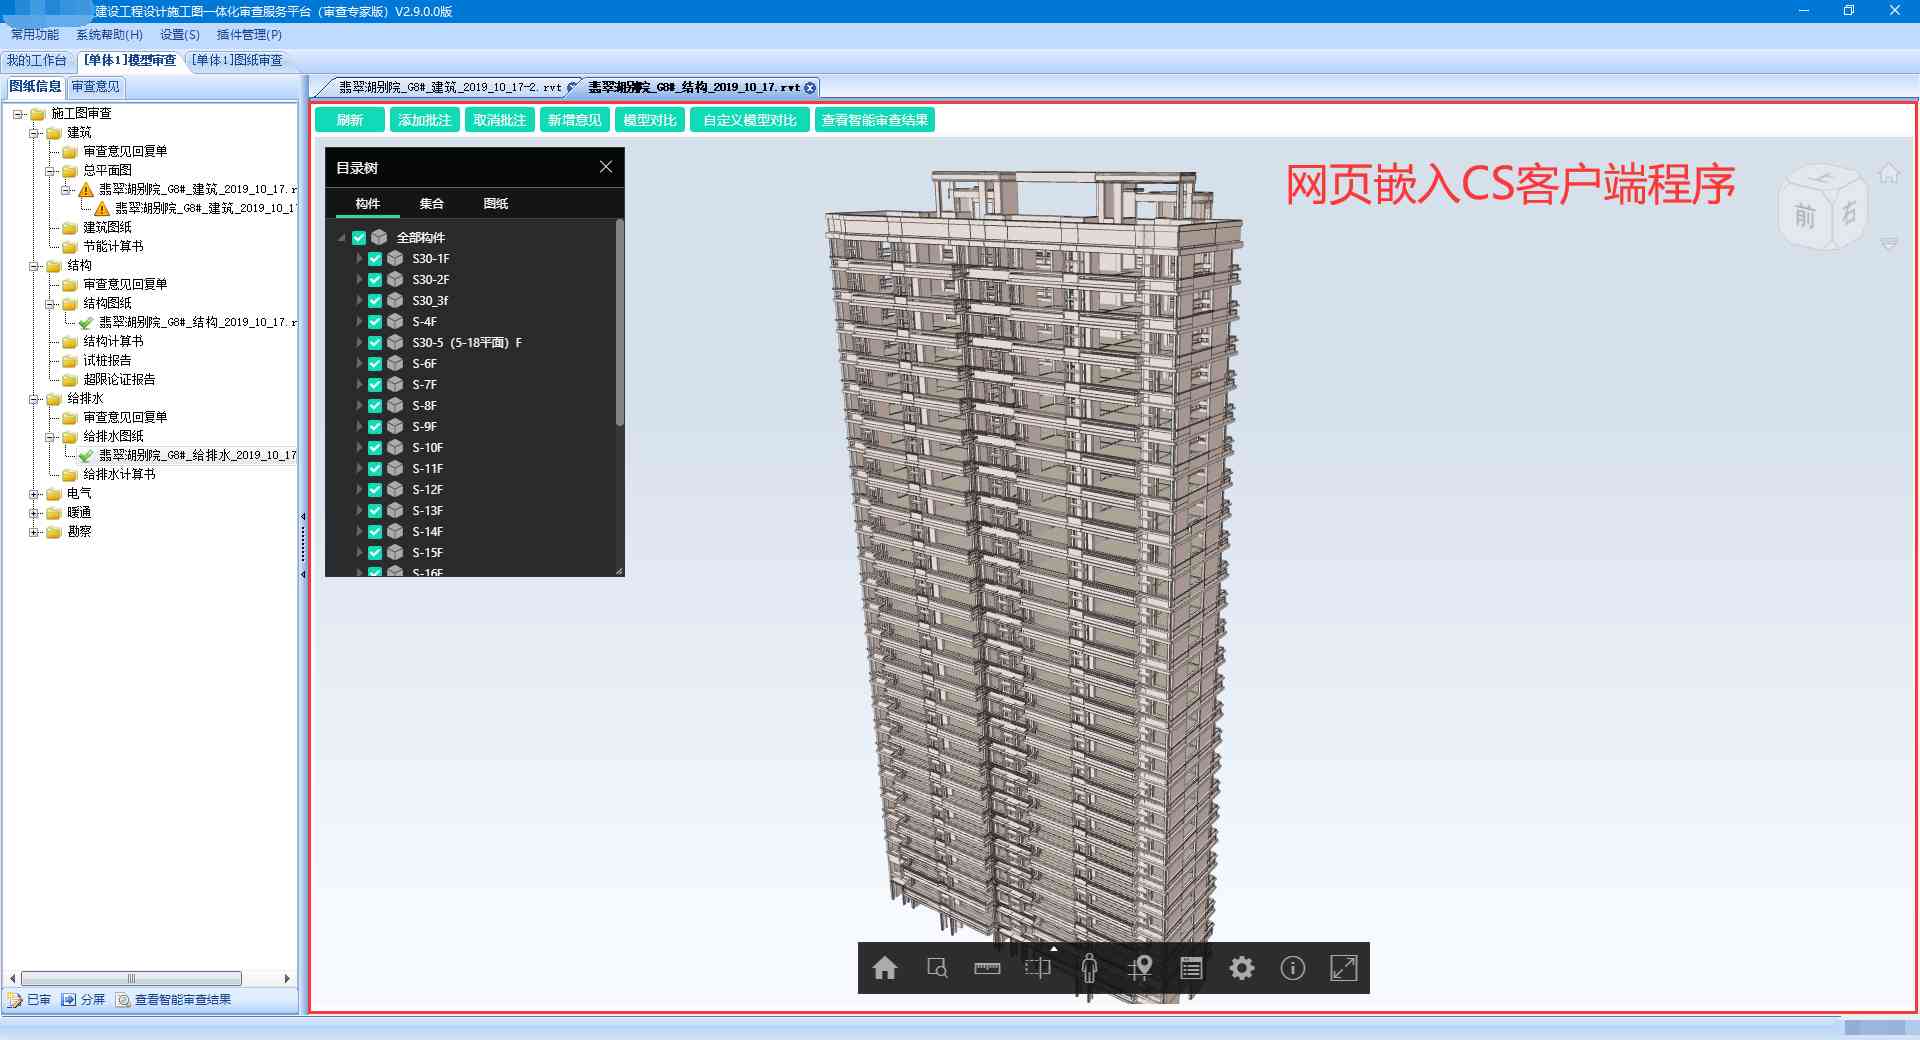 建设工程设计施工图一体化审查服务平台（审查专家版）V2.9.0.0版
常用功能 系统帮助(H) 设置(S) 插件管理(P)
我的工作台 [单体1]模型审查 [单体1]图纸审查
图纸信息 审查意见
翡翠湖别院_G8#_建筑_2019_10_17-2.rvt 翡翠湖别院_G8#_结构_2019_10_17.rvt
刷新 添加批注 取消批注 新增意见 模型对比 自定义模型对比 查看智能审查结果
施工图审查
建筑
审查意见回复单
总平面图
翡翠湖别院_G8#_建筑_2019_10_17.r
翡翠湖别院_G8#_建筑_2019_10_1
建筑图纸
节能计算书
结构
审查意见回复单
结构图纸
翡翠湖别院_G8#_结构_2019_10_17.r
结构计算书
试桩报告
超限论证报告
给排水
审查意见回复单
给排水图纸
翡翠湖别院_G8#_给排水_2019_10_17
给排水计算书
电气
暖通
勘察
已审 分屏 查看智能审查结果
目录树
构件 集合 图纸
全部构件
S30-1F
S30-2F
S30_3f
S-4F
S30-5（5-18平面）F
S-6F
S-7F
S-8F
S-9F
S-10F
S-11F
S-12F
S-13F
S-14F
S-15F
S-16F
网页嵌入CS客户端程序
上
前 右